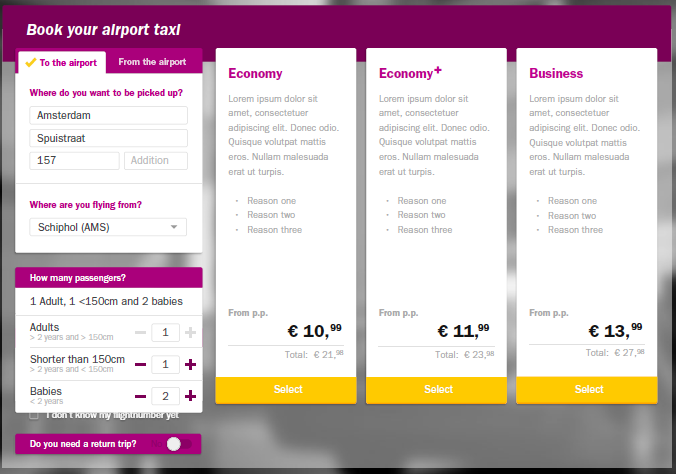 Book your airport taxi
To the airport
From the airport
Where do you want to be picked up?
Amsterdam
Spuistraat
157
Addition
Where are you flying from?
Schiphol (AMS)
How many passengers?
1 Adult, 1 <150cm and 2 babies
Adults
> 2 years and > 150cm
1
Shorter than 150cm
> 2 years and < 150cm
1
Babies
< 2 years
2
I don't know my flightnumber yet
Do you need a return trip?
Economy
Lorem ipsum dolor sit
amet, consectetuer
adipiscing elit. Donec odio.
Quisque volutpat mattis
eros. Nullam malesuada
erat ut turpis.
• Reason one
• Reason two
• Reason three
From p.p.
€ 10,99
Total: € 21,98
Select
Economy+
Lorem ipsum dolor sit
amet, consectetuer
adipiscing elit. Donec odio.
Quisque volutpat mattis
eros. Nullam malesuada
erat ut turpis.
• Reason one
• Reason two
• Reason three
From p.p.
€ 11,99
Total: € 23,98
Select
Business
Lorem ipsum dolor sit
amet, consectetuer
adipiscing elit. Donec odio.
Quisque volutpat mattis
eros. Nullam malesuada
erat ut turpis.
• Reason one
• Reason two
• Reason three
From p.p.
€ 13,99
Total: € 27,98
Select